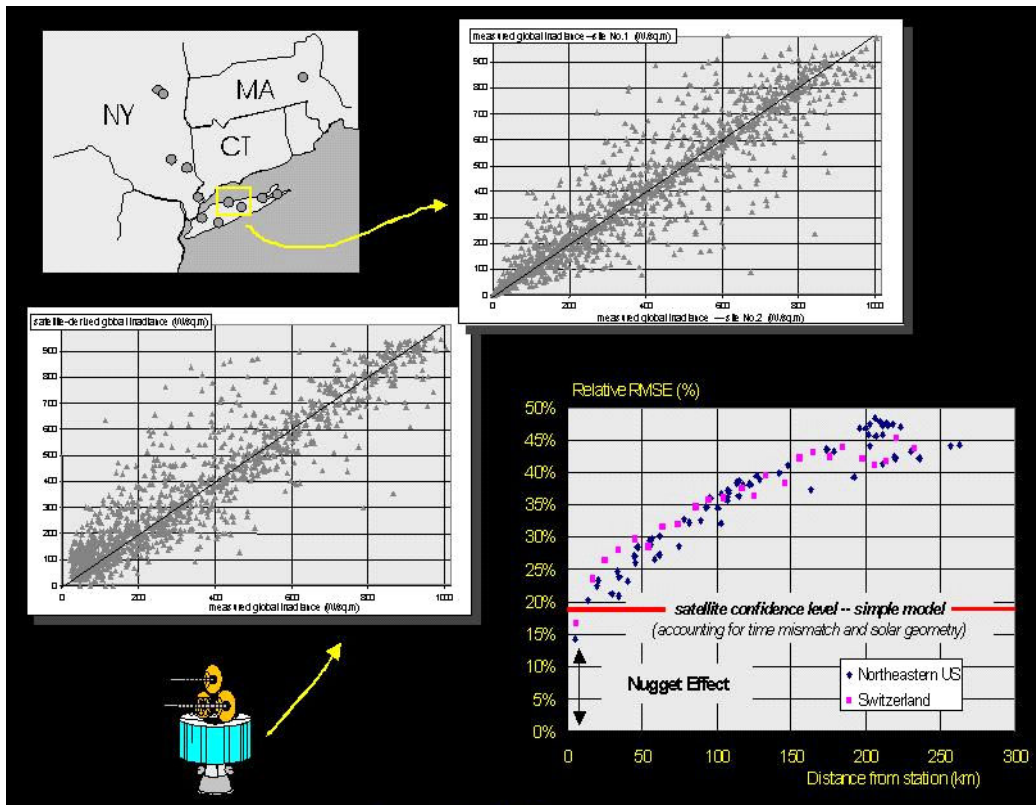 NY
MA
CT
measured global irradiance --site No.1 (W/sq.m)
1000
900
800
700
600
500
400
300
200
100
0
0 200 400 600 800 1000
measured global irradiance --- site No.2 (W/sq.m)
satellite-derived global irradiance (W/sq.m)
900
800
700
600
500
400
300
200
100
0
0 200 400 600 800 1000
measured global irradiance (W/sq.m)
Relative RMSE (%)
50%
45%
40%
35%
30%
25%
20%
satellite confidence level -- simple model
(accounting for time mismatch and solar geometry)
15%
10%
5%
0%
Nugget Effect
Northeastern US
Switzerland
0 50 100 150 200 250 300
Distance from station (km)